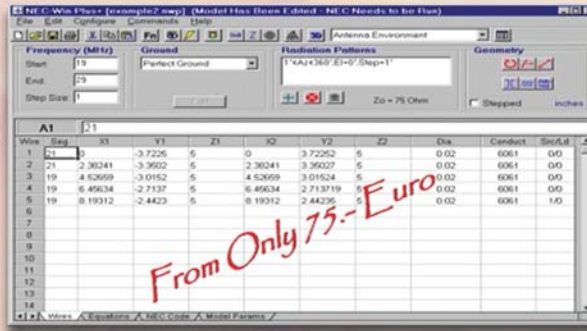 NEC-Win Plus+ [example2.nwp] (Model Has Been Edited - NEC Needs to be Run)
File Edit Configure Commands Help
Antenna Environment
Frequency (MHz) Ground Radiation Patterns Geometry
Start 19 Perfect Ground 1°<Az<360°,El=0°,Step=1°
End: 29
Step Size: 1 Edit Zo = 75 Ohm Stepped inches
A1 21
Wire Seg X1 Y1 Z1 X2 Y2 Z2 Dia. Conduct Src/Ld
1 21 0 -3.7225 5 0 3.72252 5 0.02 6061 0/0
2 21 2.30241 -3.3502 5 2.30241 3.35027 5 0.02 6061 0/0
3 19 4.52659 -3.0152 5 4.52659 3.01524 5 0.02 6061 0/0
4 19 6.45634 -2.7137 5 6.45634 2.713719 5 0.02 6061 0/0
5 19 8.19312 -2.4423 5 8.19312 2.44235 5 0.02 6061 1/0
6
7
8
9
10
11
12
13
14
From Only 75.- Euro
Wires Equations NEC Code Model Params